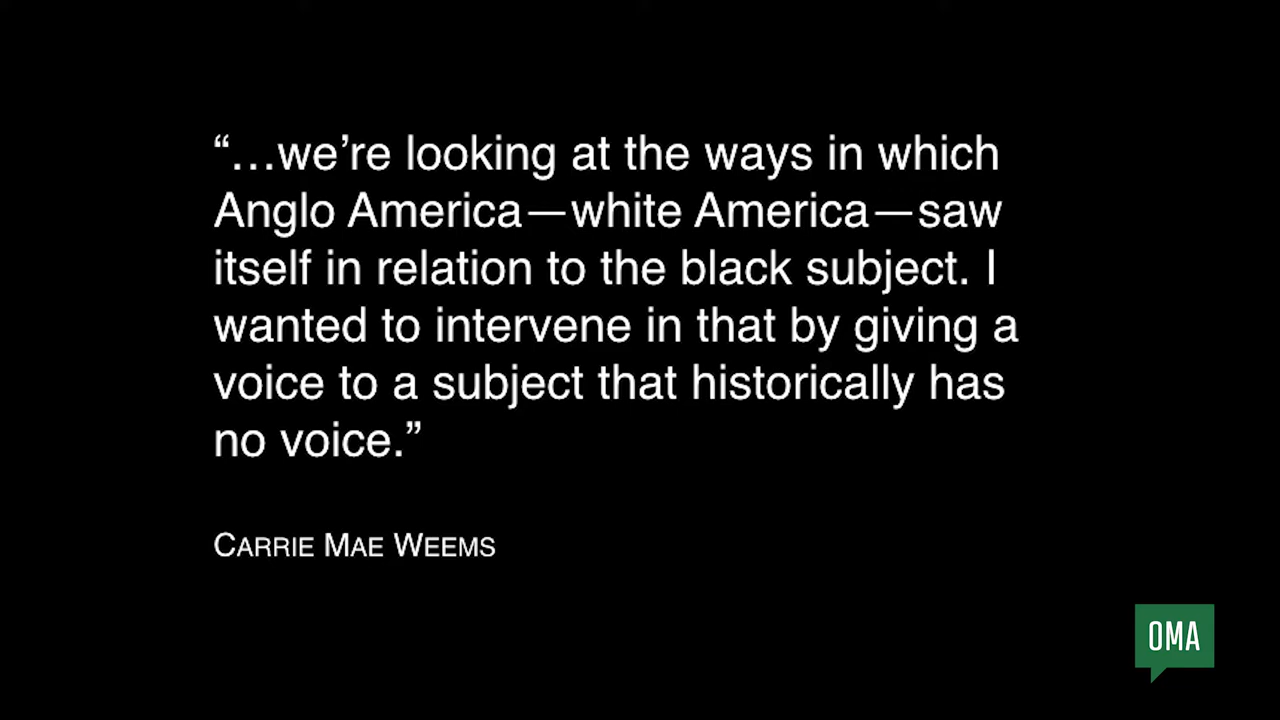 “…we’re looking at the ways in which
Anglo America—white America—saw
itself in relation to the black subject. I
wanted to intervene in that by giving a
voice to a subject that historically has
no voice.”
CARRIE MAE WEEMS
OMA